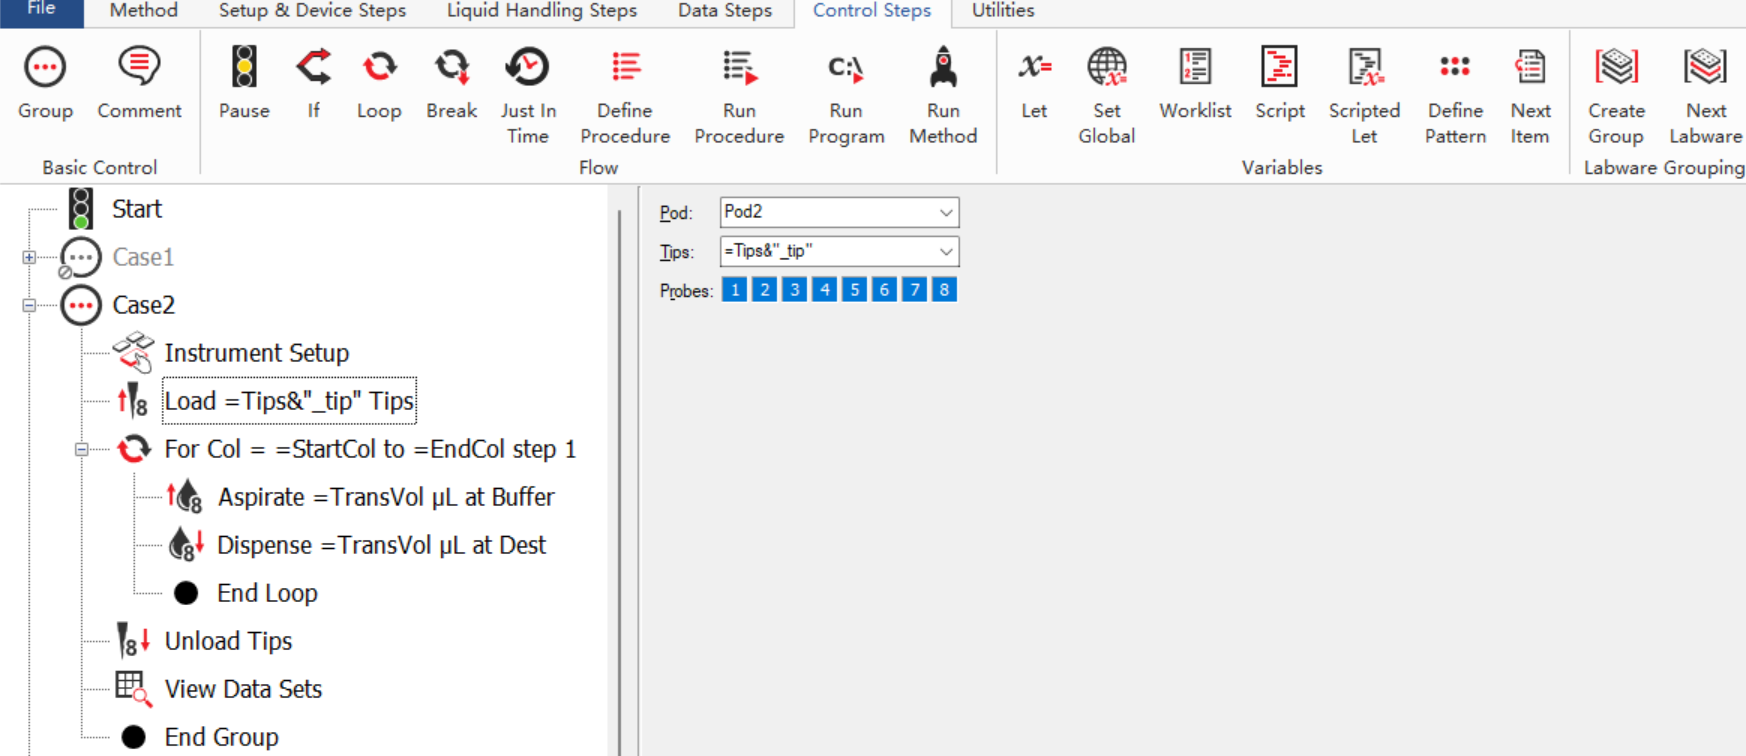 File Method Setup & Device Steps Liquid Handling Steps Data Steps Control Steps Utilities
Group Comment Pause If Loop Break Just In Time Define Procedure Run Procedure Run Program Run Method Let Set Global Worklist Script Scripted Let Define Pattern Next Item Create Group Next Labware
Basic Control Flow Variables Labware Grouping
Start
Case1
Case2
Instrument Setup
Load =Tips&"_tip" Tips
For Col = =StartCol to =EndCol step 1
Aspirate =TransVol µL at Buffer
Dispense =TransVol µL at Dest
End Loop
Unload Tips
View Data Sets
End Group
Pod: Pod2
Tips: =Tips&"_tip"
Probes: 1 2 3 4 5 6 7 8